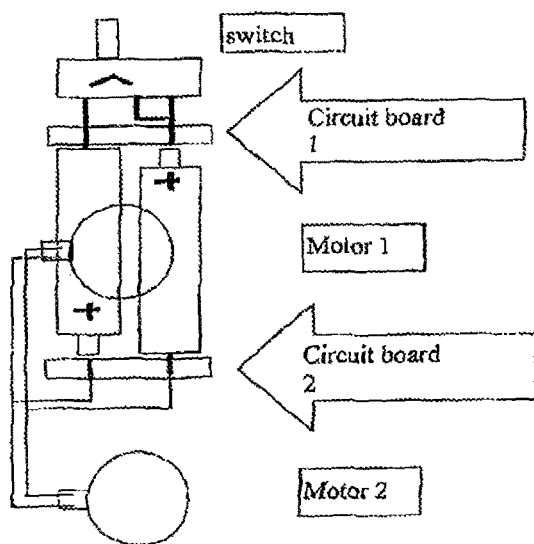 switch
Circuit board
1
+
Motor 1
+
Circuit board
2
Motor 2